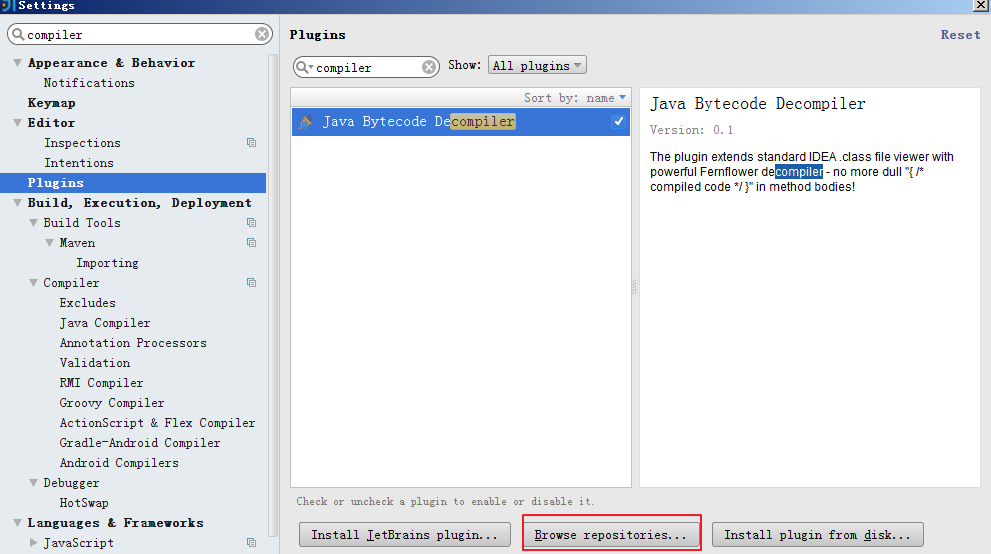 Settings
compiler
Appearance & Behavior
Notifications
Keymap
Editor
Inspections
Intentions
Plugins
Build, Execution, Deployment
Build Tools
Maven
Importing
Compiler
Excludes
Java Compiler
Annotation Processors
Validation
RMI Compiler
Groovy Compiler
ActionScript & Flex Compiler
Gradle-Android Compiler
Android Compilers
Debugger
HotSwap
Languages & Frameworks
JavaScript
Plugins
Reset
compiler
Show: All plugins
Sort by: name
Java Bytecode Decompiler
Check or uncheck a plugin to enable or disable it.
Install JetBrains plugin...
Browse repositories...
Install plugin from disk...
Java Bytecode Decompiler
Version: 0.1
The plugin extends standard IDEA .class file viewer with
powerful Fernflower decompiler - no more dull "{ /*
compiled code */ }" in method bodies!